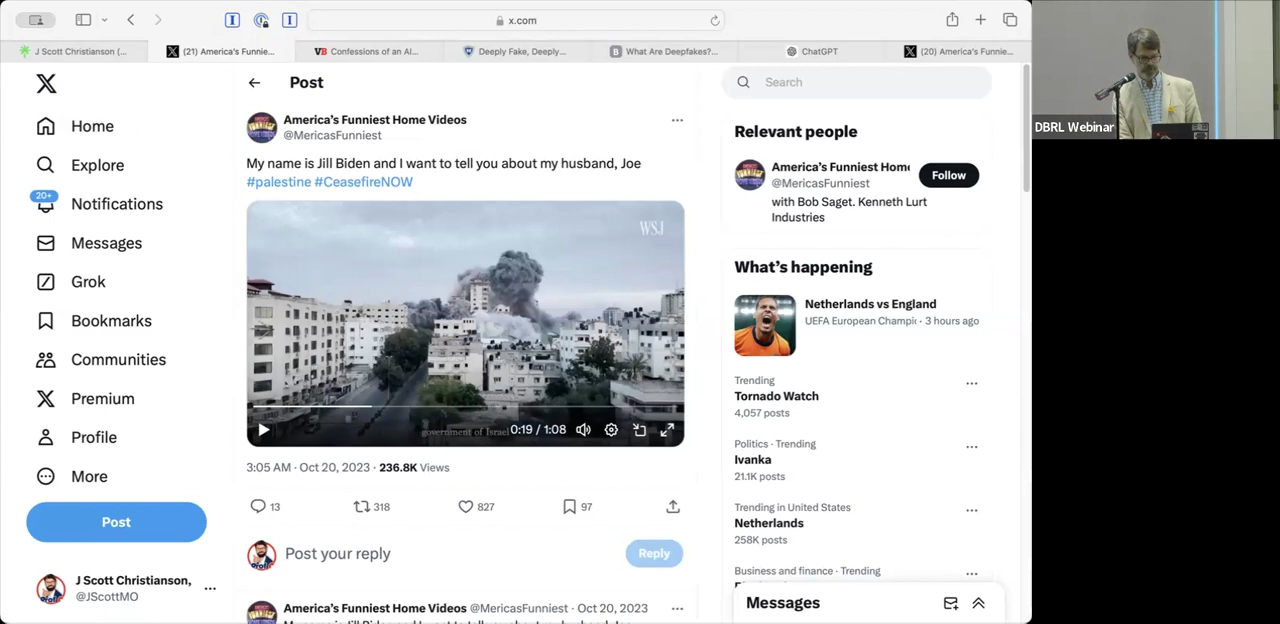 x.com
J Scott Christianson (...
(21) America's Funnie...
VB Confessions of an AI...
Deeply Fake, Deeply...
B What Are Deepfakes?...
ChatGPT
(20) America's Funnie...
Home
Explore
20+
Notifications
Messages
Grok
Bookmarks
Communities
Premium
Profile
More
Post
J Scott Christianson,
@JScottMO
Post
America's Funniest Home Videos
@MericasFunniest
My name is Jill Biden and I want to tell you about my husband, Joe
#palestine #CeasefireNOW
WSJ
government of Israel
0:19 / 1:08
3:05 AM · Oct 20, 2023 · 236.8K Views
13
318
827
97
Post your reply
Reply
America's Funniest Home Videos @MericasFunniest · Oct 20, 2023
Search
Relevant people
America's Funniest Hom
@MericasFunniest
Follow
with Bob Saget. Kenneth Lurt
Industries
What's happening
Netherlands vs England
UEFA European Champi · 3 hours ago
Trending
Tornado Watch
4,057 posts
Politics · Trending
Ivanka
21.1K posts
Trending in United States
Netherlands
258K posts
Business and finance · Trending
Messages
DBRL Webinar